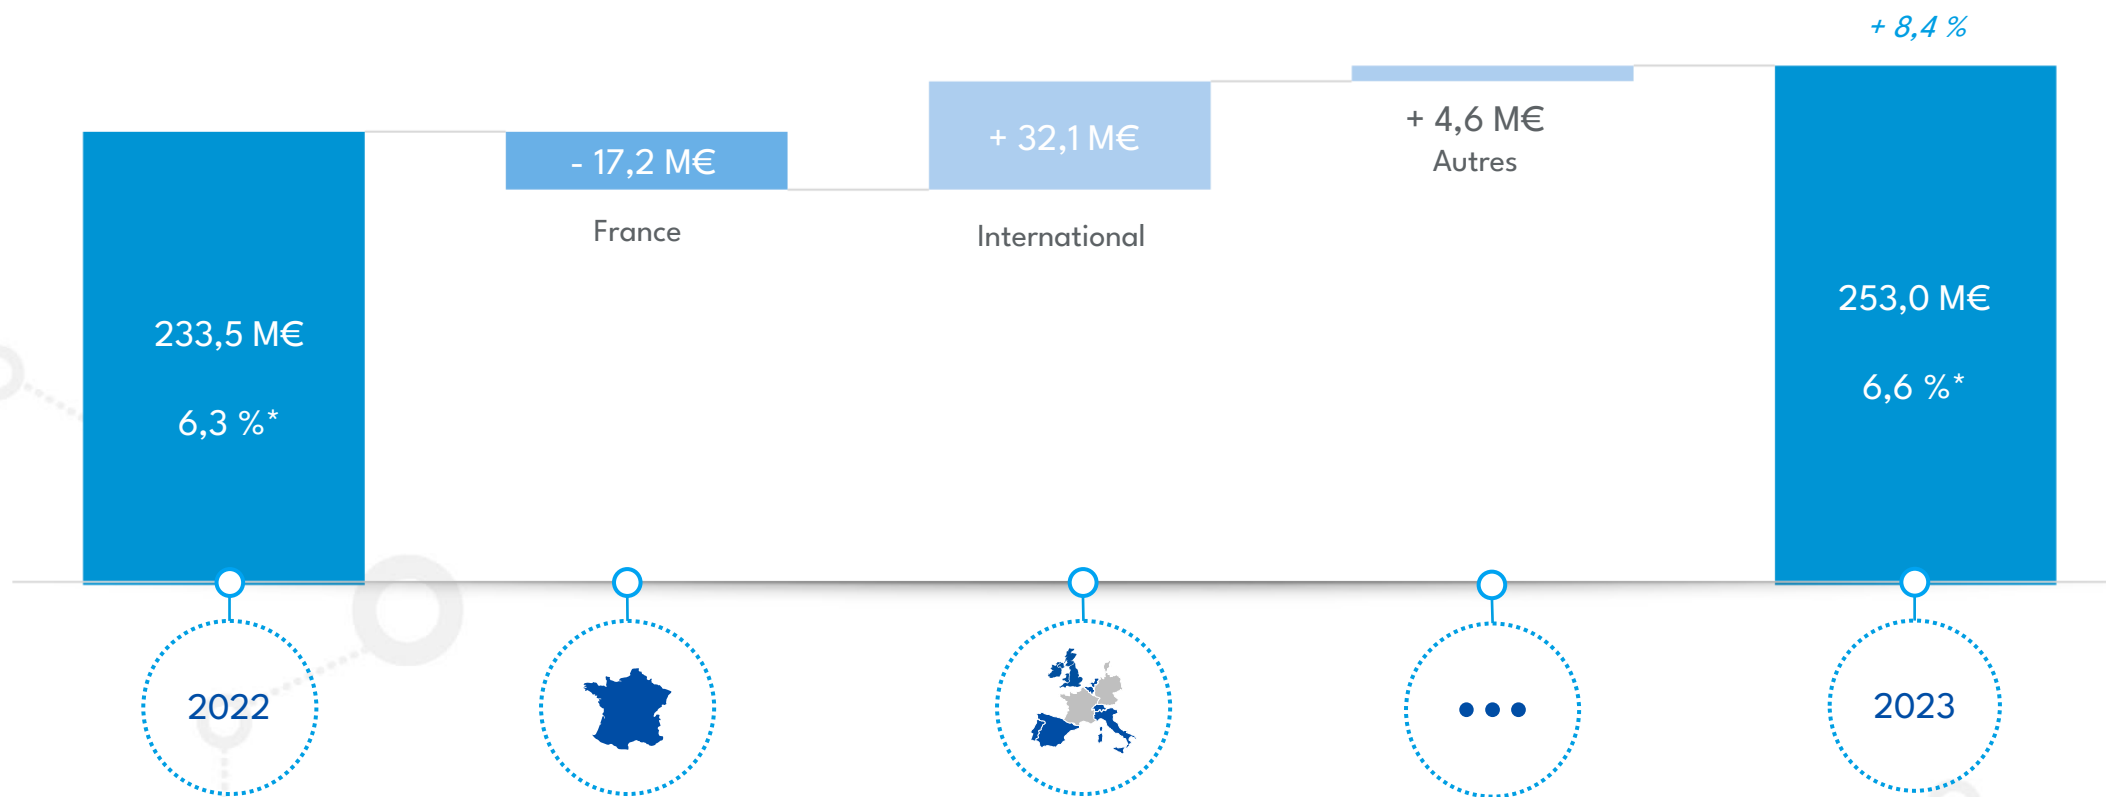 + 8,4 %
233,5 M€
6,3 %*
- 17,2 M€
France
+ 32,1 M€
International
+ 4,6 M€
Autres
253,0 M€
6,6 %*
2022
2023